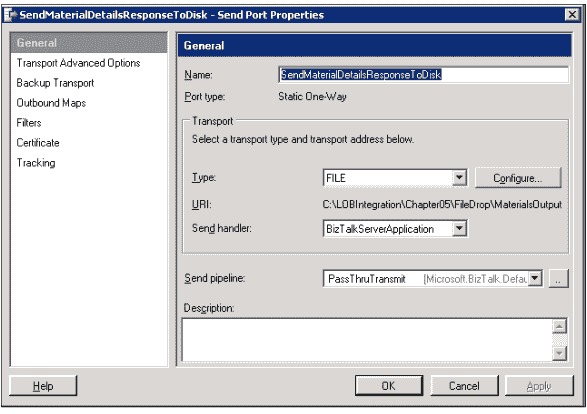 SendMaterialDetailsResponseToDisk - Send Port Properties
General
Transport Advanced Options
Backup Transport
Outbound Maps
Filters
Certificate
Tracking
General
Name: SendMaterialDetailsResponseToDisk
Port type: Static One-Way
Transport
Select a transport type and transport address below.
Type: FILE Configure...
URI: C:\LOBIntegration\Chapter05\FileDrop\MaterialsOutput
Send handler: BizTalkServerApplication
Send pipeline: PassThruTransmit [Microsoft.BizTalk.Defau ..
Description:
Help OK Cancel Apply